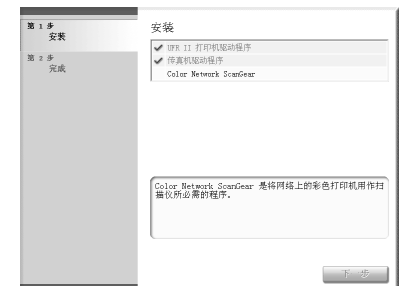 第 1 步
安装
第 2 步
完成
安装
UFR II 打印机驱动程序
传真机驱动程序
Color Network ScanGear
Color Network ScanGear 是将网络上的彩色打印机用作扫
描仪所必需的程序。
下一步